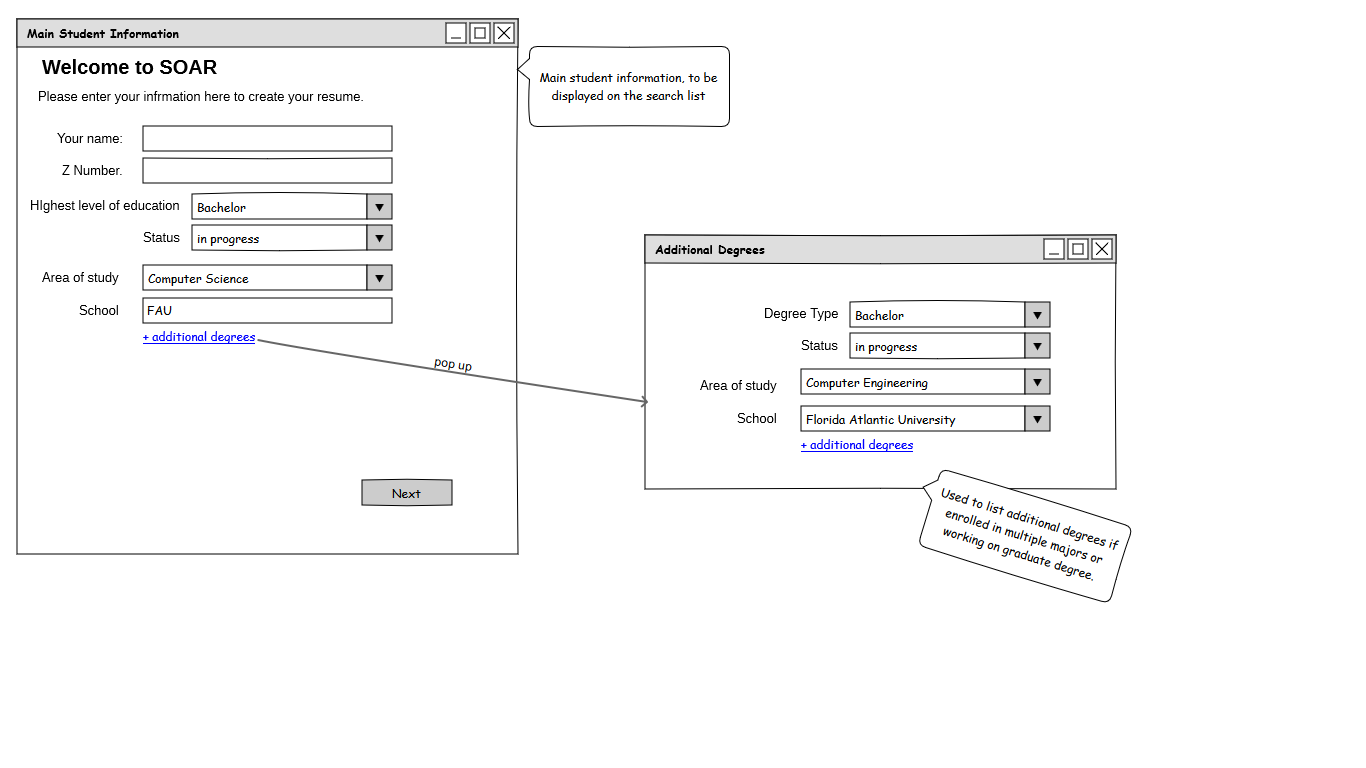 Main Student Information
Welcome to SOAR
Please enter your infrmation here to create your resume.
Your name:
Z Number.
HIghest level of education
Bachelor
Status
in progress
Area of study
Computer Science
School
FAU
+ additional degrees
Next
Main student information, to be
displayed on the search list
pop up
Additional Degrees
Degree Type
Bachelor
Status
in progress
Area of study
Computer Engineering
School
Florida Atlantic University
+ additional degrees
Used to list additional degrees if
enrolled in multiple majors or
working on graduate degree.